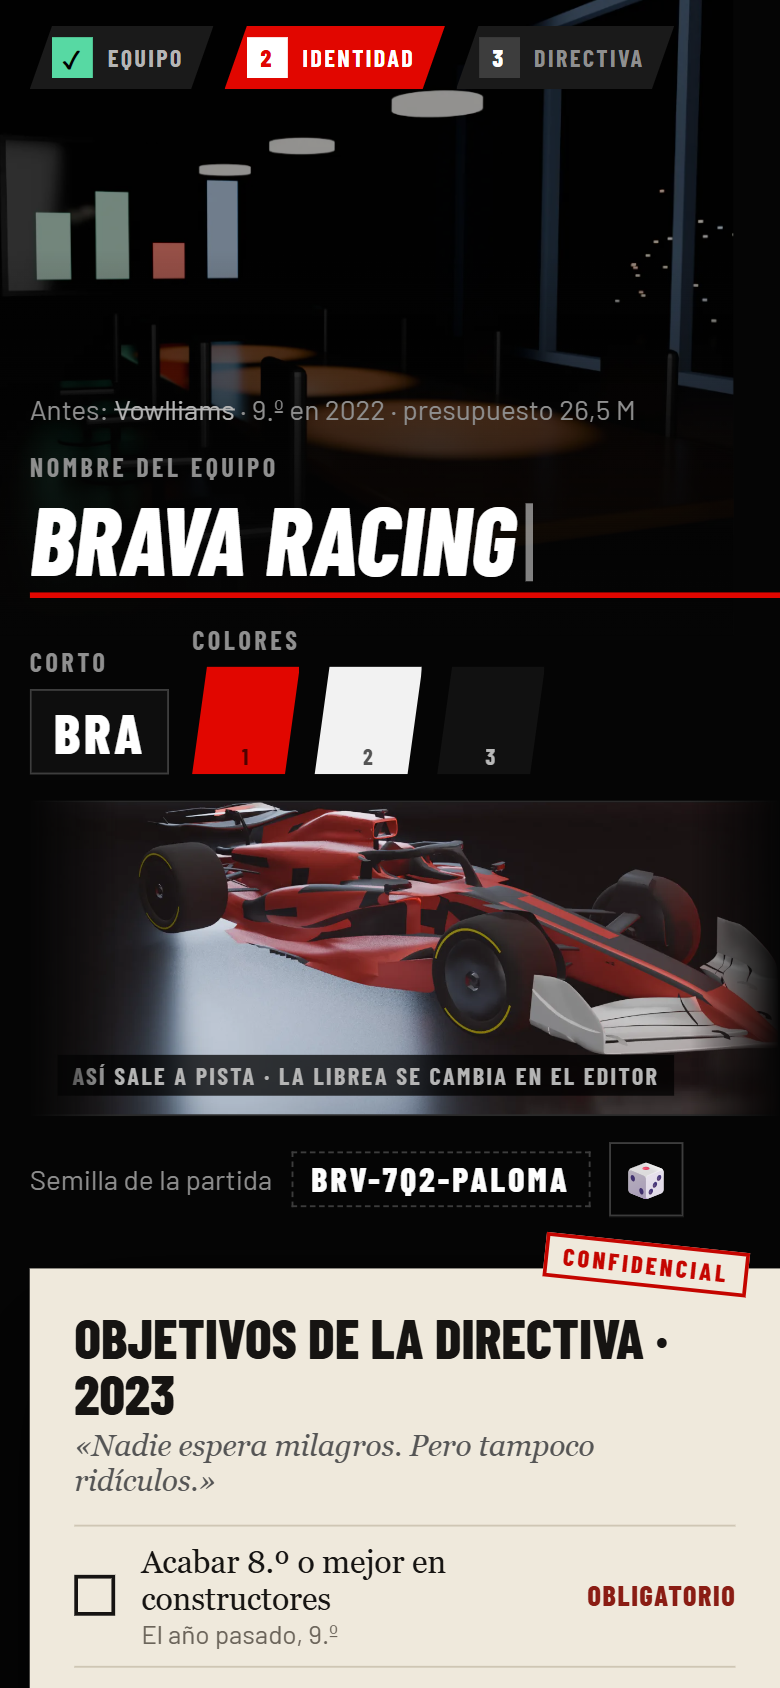 ✓ EQUIPO
2 IDENTIDAD
3 DIRECTIVA
Antes: Vowlliams · 9.º en 2022 · presupuesto 26,5 M
NOMBRE DEL EQUIPO
BRAVA RACING
CORTO
COLORES
BRA
1
2
3
ASÍ SALE A PISTA · LA LIBREA SE CAMBIA EN EL EDITOR
Semilla de la partida
BRV-7Q2-PALOMA
CONFIDENCIAL
OBJETIVOS DE LA DIRECTIVA ·
2023
«Nadie espera milagros. Pero tampoco
ridículos.»
Acabar 8.º o mejor en
constructores
OBLIGATORIO
El año pasado, 9.º